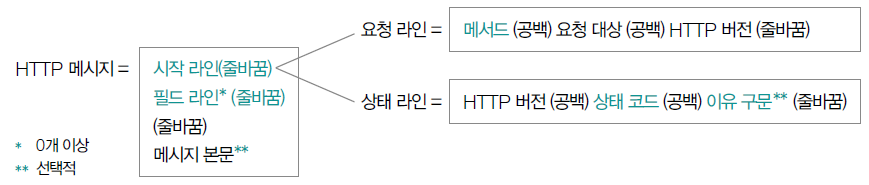 요청 라인 = 메서드 (공백) 요청 대상 (공백) HTTP 버전 (줄바꿈)
HTTP 메시지 = 시작 라인(줄바꿈)
필드 라인* (줄바꿈)
(줄바꿈)
메시지 본문**
상태 라인 = HTTP 버전 (공백) 상태 코드 (공백) 이유 구문** (줄바꿈)
* 0개 이상
** 선택적